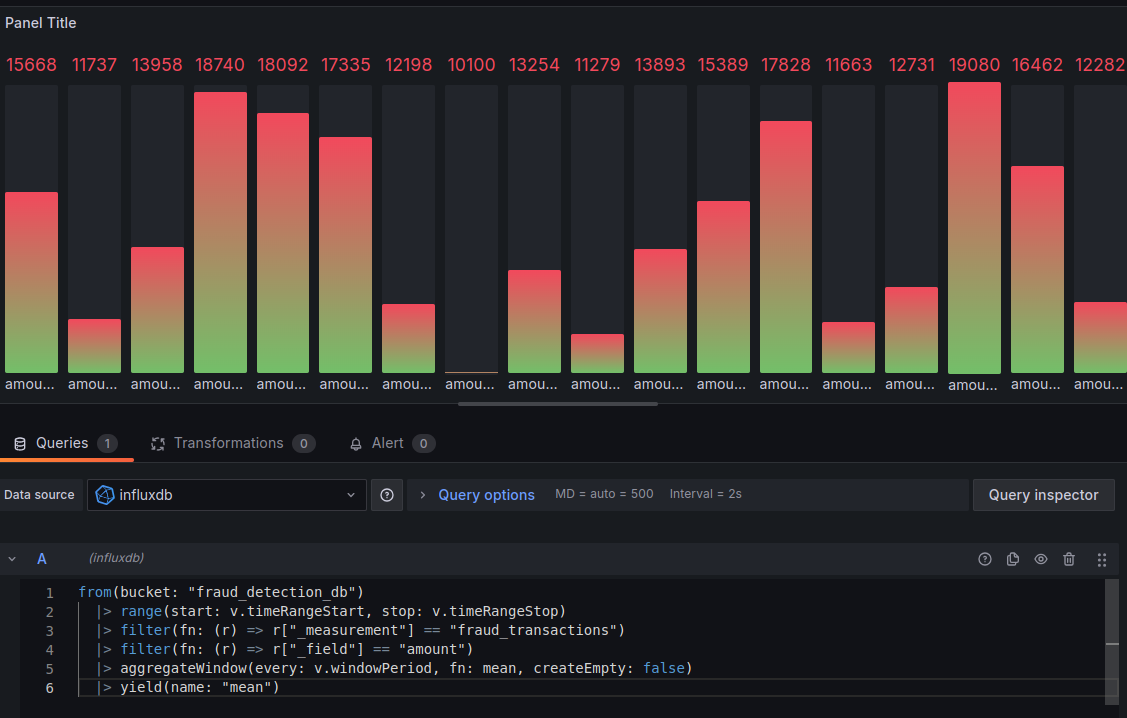 Panel Title
15668 11737 13958 18740 18092 17335 12198 10100 13254 11279 13893 15389 17828 11663 12731 19080 16462 12282
amou... amou... amou... amou... amou... amou... amou... amou... amou... amou... amou... amou... amou... amou... amou... amou... amou... amou...
Queries 1 Transformations 0 Alert 0
Data source influxdb Query options MD = auto = 500 Interval = 2s Query inspector
A (influxdb)
1 from(bucket: "fraud_detection_db")
2 |> range(start: v.timeRangeStart, stop: v.timeRangeStop)
3 |> filter(fn: (r) => r["_measurement"] == "fraud_transactions")
4 |> filter(fn: (r) => r["_field"] == "amount")
5 |> aggregateWindow(every: v.windowPeriod, fn: mean, createEmpty: false)
6 |> yield(name: "mean")